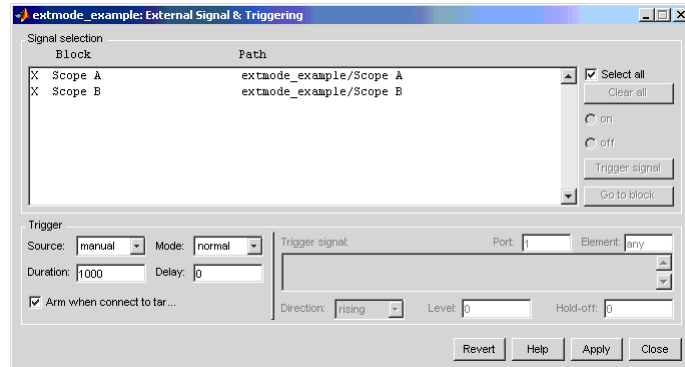 extmode_example: External Signal & Triggering
Signal selection
Block Path
X Scope A extmode_example/Scope A
X Scope B extmode_example/Scope B
Select all
Clear all
on
off
Trigger signal
Go to block
Trigger
Source: manual Mode: normal
Duration: 1000 Delay: 0
Arm when connect to tar...
Trigger signal: Port: 1 Element: any
Direction: rising Level: 0 Hold-off: 0
Revert Help Apply Close